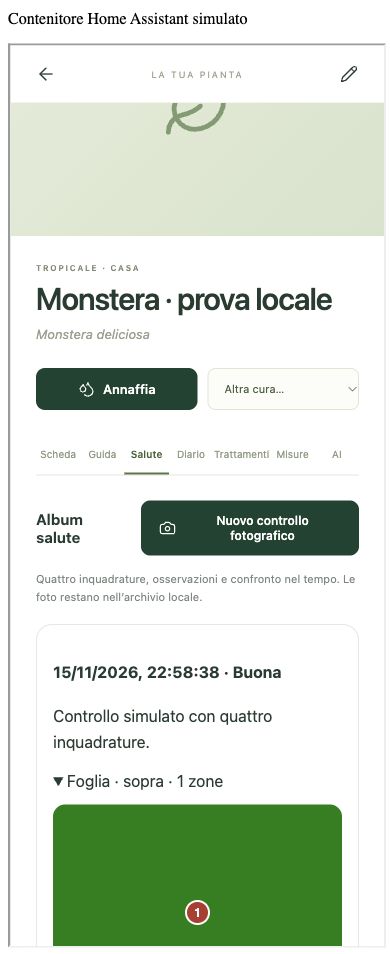 Contenitore Home Assistant simulato
LA TUA PIANTA
TROPICALE · CASA
Monstera · prova locale
Monstera deliciosa
Annaffia
Altra cura...
Scheda Guida Salute Diario Trattamenti Misure AI
Album
salute
Nuovo controllo
fotografico
Quattro inquadrature, osservazioni e confronto nel tempo. Le
foto restano nell'archivio locale.
15/11/2026, 22:58:38 · Buona
Controllo simulato con quattro
inquadrature.
▼ Foglia · sopra · 1 zone
1